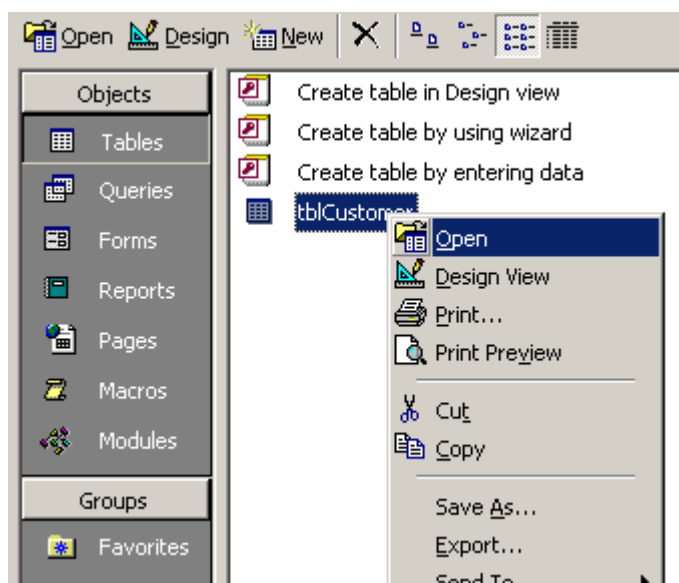 Open Design New
Objects
Tables
Queries
Forms
Reports
Pages
Macros
Modules
Groups
Favorites
Create table in Design view
Create table by using wizard
Create table by entering data
tblCustomer
Open
Design View
Print...
Print Preview
Cut
Copy
Save As...
Export...
Send To